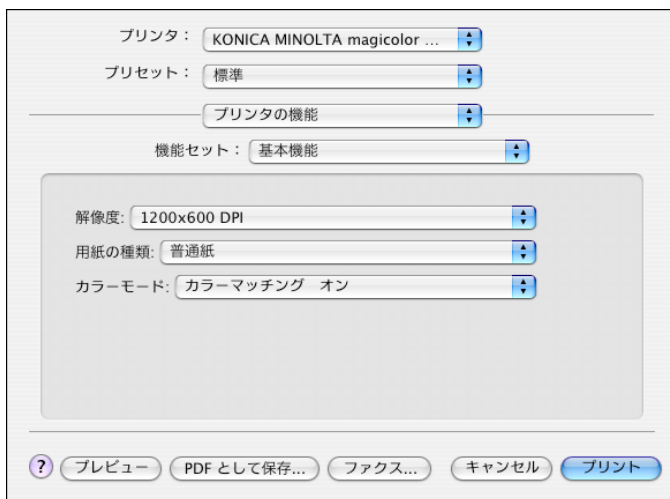 プリンタ： KONICA MINOLTA magicolor ...
プリセット： 標準
プリンタの機能
機能セット： 基本機能
解像度: 1200x600 DPI
用紙の種類: 普通紙
カラーモード: カラーマッチング　オン
? プレビュー PDF として保存... ファクス... キャンセル プリント